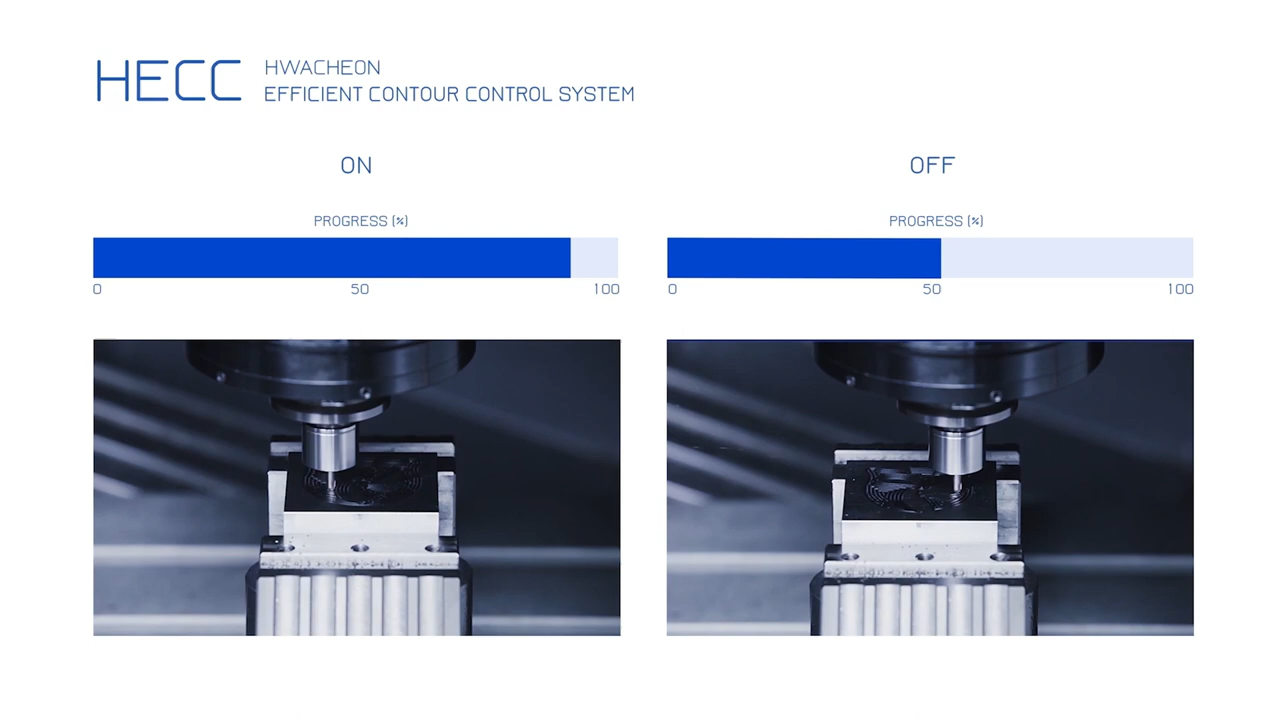 HECC
HWACHEON
EFFICIENT CONTOUR CONTROL SYSTEM
ON
PROGRESS (%)
0 50 100
OFF
PROGRESS (%)
0 50 100